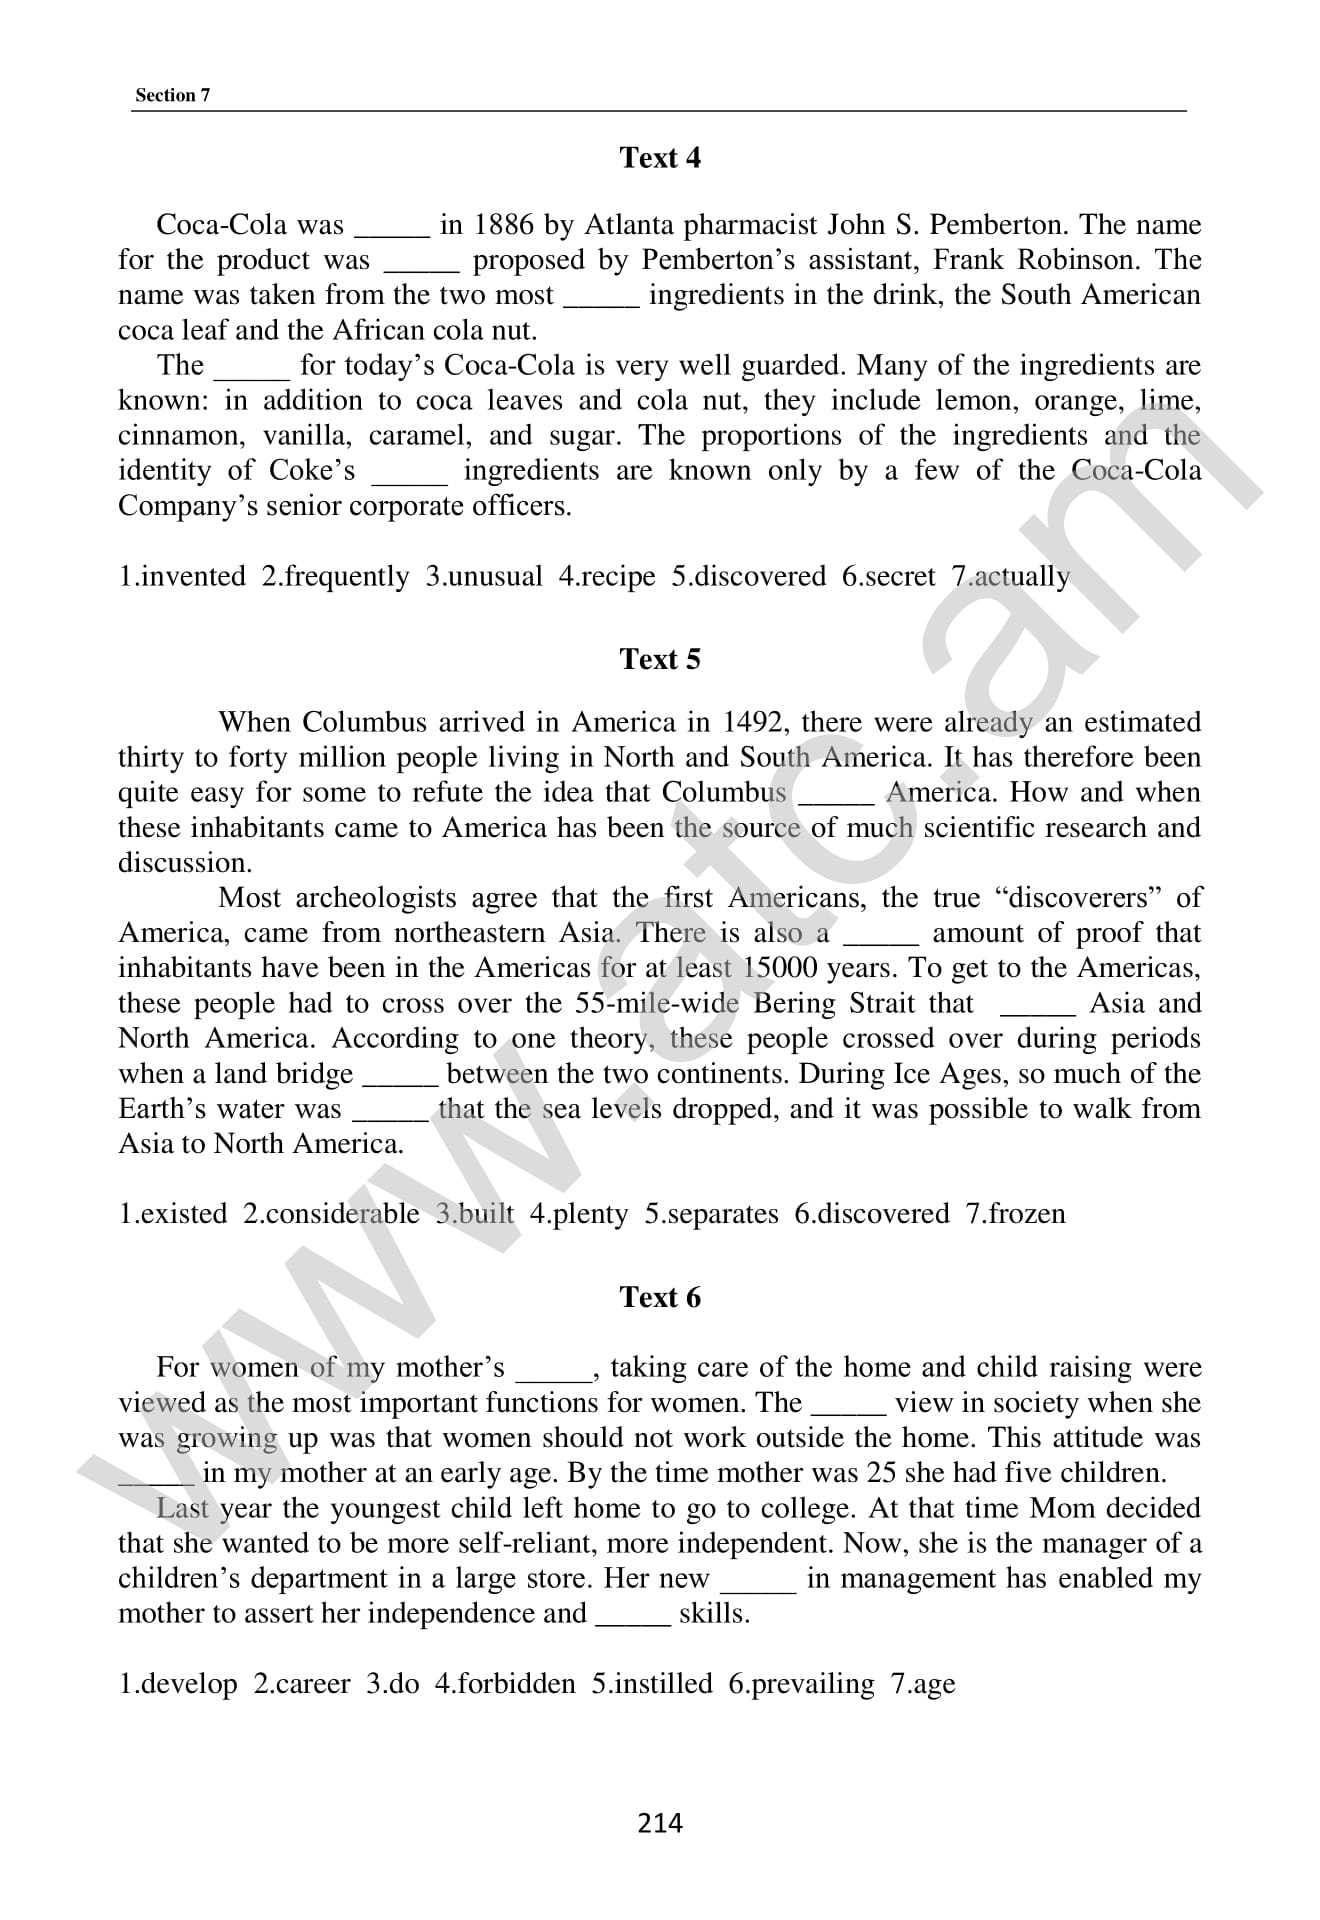 Section 7
Text 4
Coca-Cola was _____ in 1886 by Atlanta pharmacist John S. Pemberton. The name
for the product was _____ proposed by Pemberton’s assistant, Frank Robinson. The
name was taken from the two most _____ ingredients in the drink, the South American
coca leaf and the African cola nut.
The _____ for today’s Coca-Cola is very well guarded. Many of the ingredients are
known: in addition to coca leaves and cola nut, they include lemon, orange, lime,
cinnamon, vanilla, caramel, and sugar. The proportions of the ingredients and the
identity of Coke’s _____ ingredients are known only by a few of the Coca-Cola
Company’s senior corporate officers.
1.invented 2.frequently 3.unusual 4.recipe 5.discovered 6.secret 7.actually
Text 5
When Columbus arrived in America in 1492, there were already an estimated
thirty to forty million people living in North and South America. It has therefore been
quite easy for some to refute the idea that Columbus _____ America. How and when
these inhabitants came to America has been the source of much scientific research and
discussion.
Most archeologists agree that the first Americans, the true “discoverers” of
America, came from northeastern Asia. There is also a _____ amount of proof that
inhabitants have been in the Americas for at least 15000 years. To get to the Americas,
these people had to cross over the 55-mile-wide Bering Strait that _____ Asia and
North America. According to one theory, these people crossed over during periods
when a land bridge _____ between the two continents. During Ice Ages, so much of the
Earth’s water was _____ that the sea levels dropped, and it was possible to walk from
Asia to North America.
1.existed 2.considerable 3.built 4.plenty 5.separates 6.discovered 7.frozen
Text 6
For women of my mother’s _____, taking care of the home and child raising were
viewed as the most important functions for women. The _____ view in society when she
was growing up was that women should not work outside the home. This attitude was
_____ in my mother at an early age. By the time mother was 25 she had five children.
Last year the youngest child left home to go to college. At that time Mom decided
that she wanted to be more self-reliant, more independent. Now, she is the manager of a
children’s department in a large store. Her new _____ in management has enabled my
mother to assert her independence and _____ skills.
1.develop 2.career 3.do 4.forbidden 5.instilled 6.prevailing 7.age
214
www.atc.am